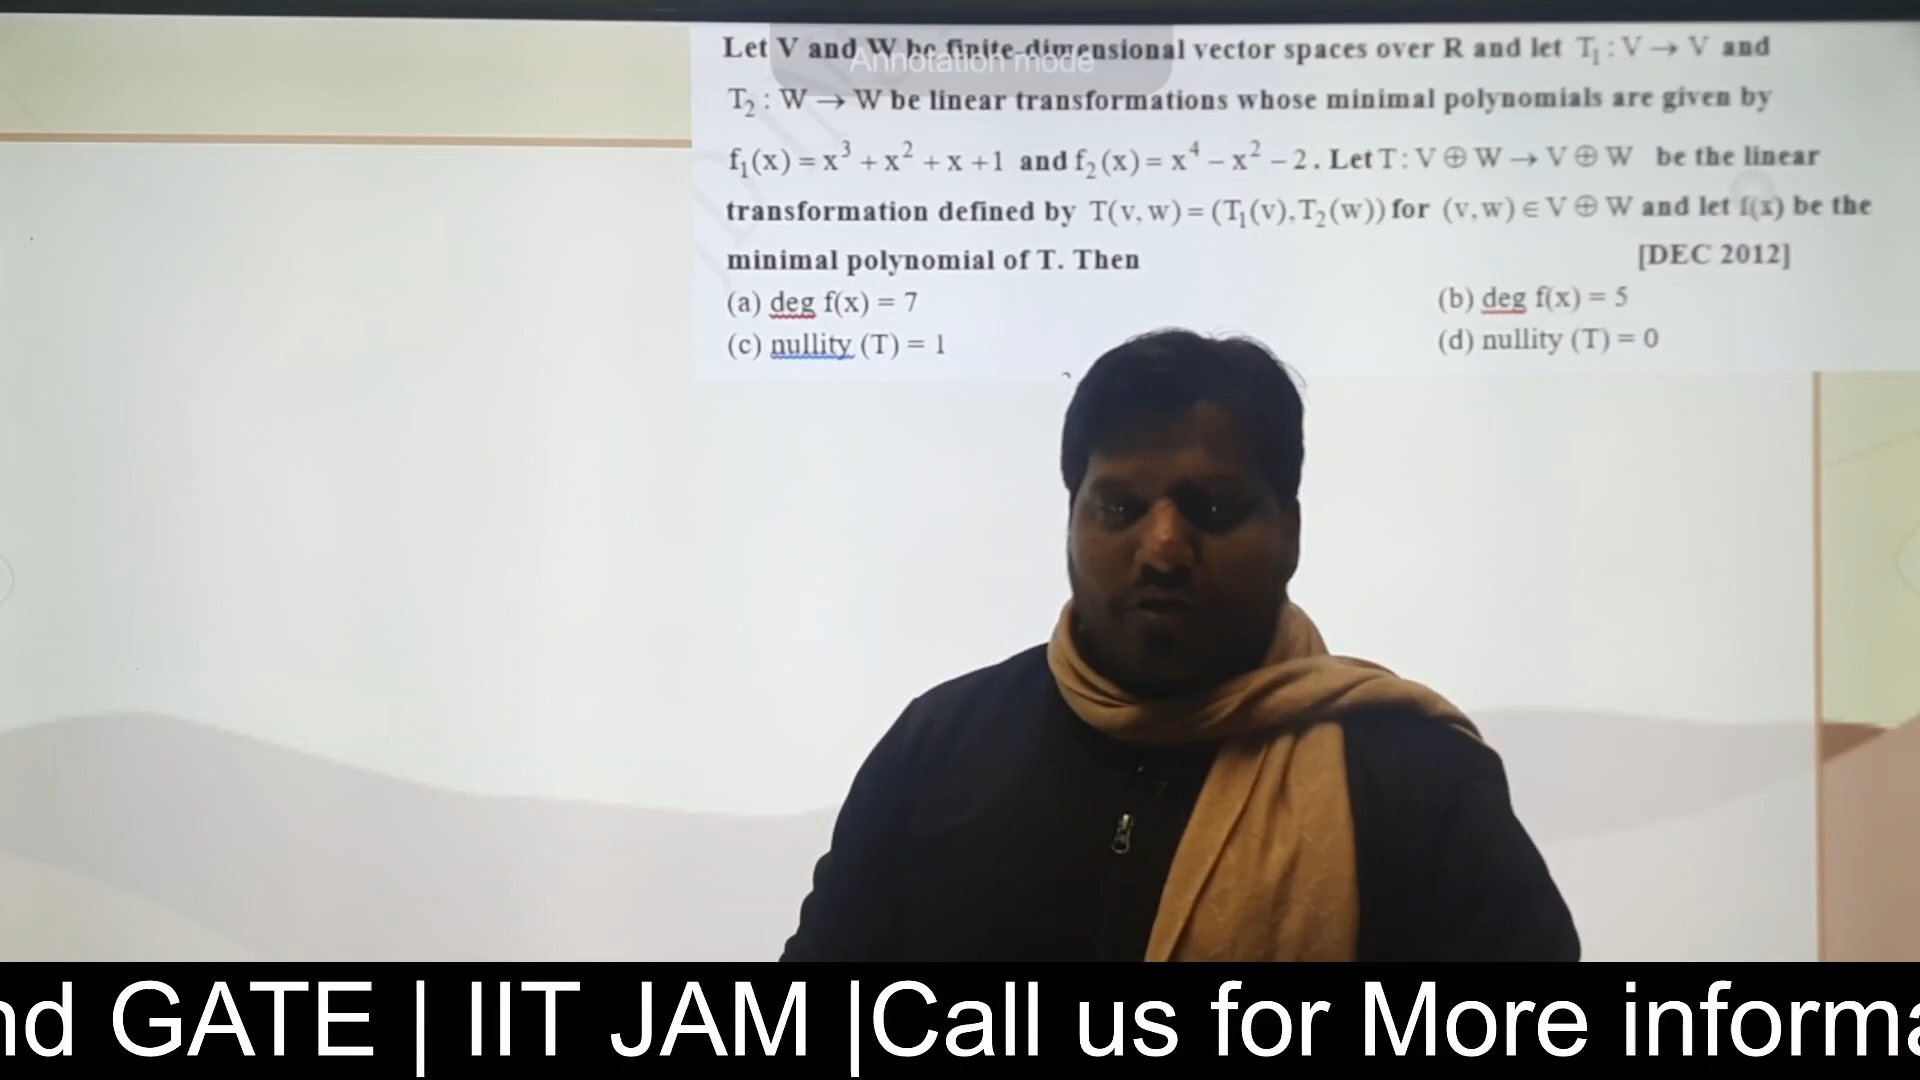 Let V and W be finite-dimensional vector spaces over R and let T₁ : V → V and
Annotation mode
T₂ : W → W be linear transformations whose minimal polynomials are given by
f₁(x) = x³ + x² + x + 1 and f₂(x) = x⁴ − x² − 2. Let T : V ⊕ W → V ⊕ W be the linear
transformation defined by T(v, w) = (T₁(v), T₂(w)) for (v, w) ∈ V ⊕ W and let f(x) be the
minimal polynomial of T. Then [DEC 2012]
(a) deg f(x) = 7 (b) deg f(x) = 5
(c) nullity (T) = 1 (d) nullity (T) = 0
nd GATE | IIT JAM |Call us for More informa